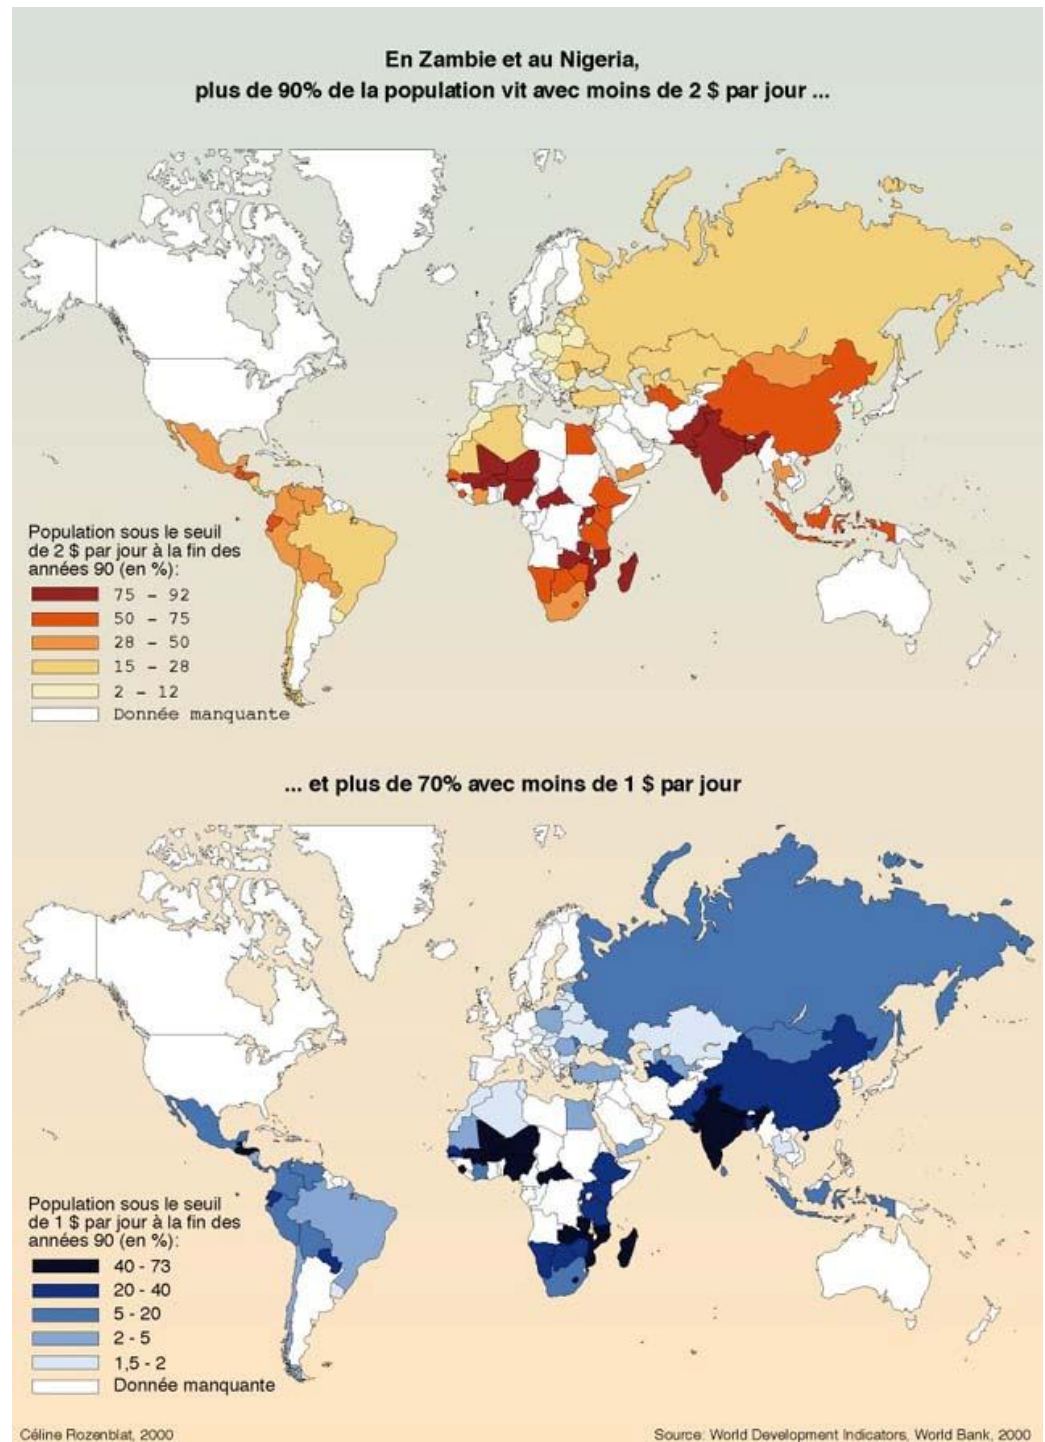 En Zambie et au Nigeria,
plus de 90% de la population vit avec moins de 2 $ par jour ...
Population sous le seuil
de 2 $ par jour à la fin des
années 90 (en %):
75 - 92
50 - 75
28 - 50
15 - 28
2 - 12
Donnée manquante
... et plus de 70% avec moins de 1 $ par jour
Population sous le seuil
de 1 $ par jour à la fin des
années 90 (en %):
40 - 73
20 - 40
5 - 20
2 - 5
1,5 - 2
Donnée manquante
Céline Rozenblat, 2000
Source: World Development Indicators, World Bank, 2000